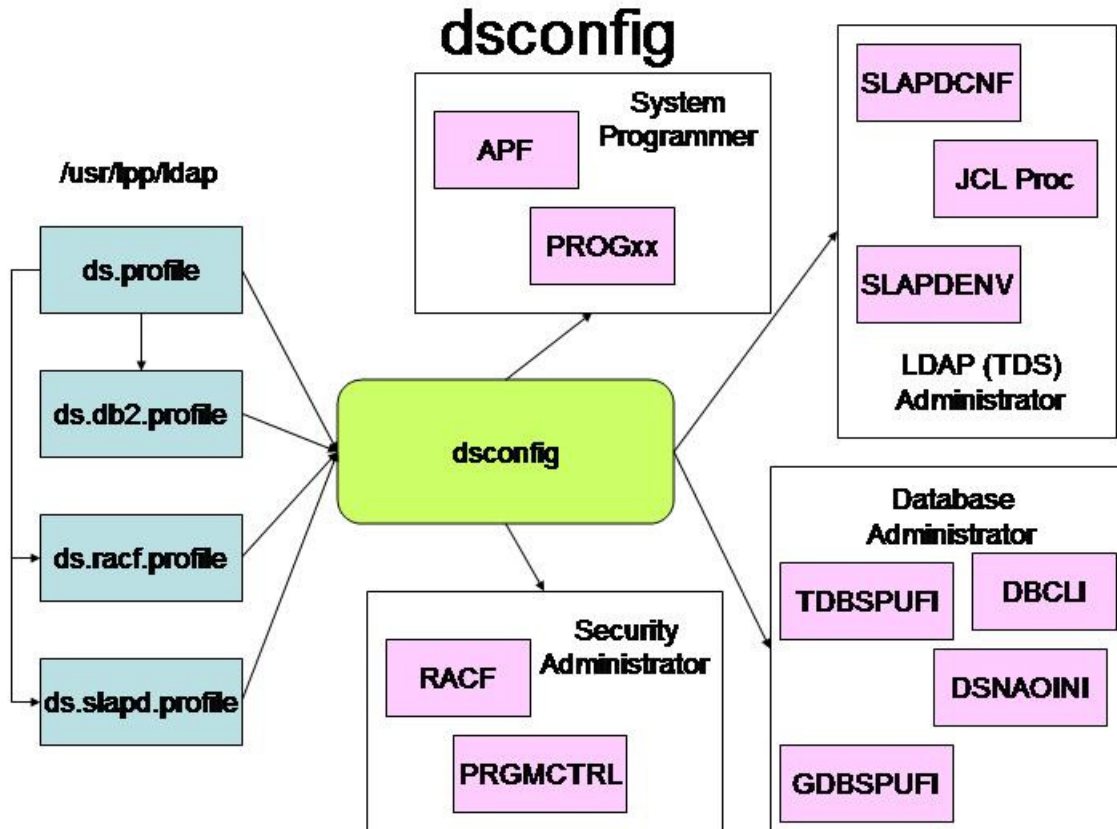 dsconfig
/usr/lpp/ldap
ds.profile
ds.db2.profile
ds.racf.profile
ds.slapd.profile
dsconfig
System
Programmer
APF
PROGxx
Security
Administrator
RACF
PRGMCTRL
SLAPDCNF
JCL Proc
SLAPDENV
LDAP (TDS)
Administrator
Database
Administrator
TDBSPUFI
DBCLI
DSNAOINI
GDBSPUFI